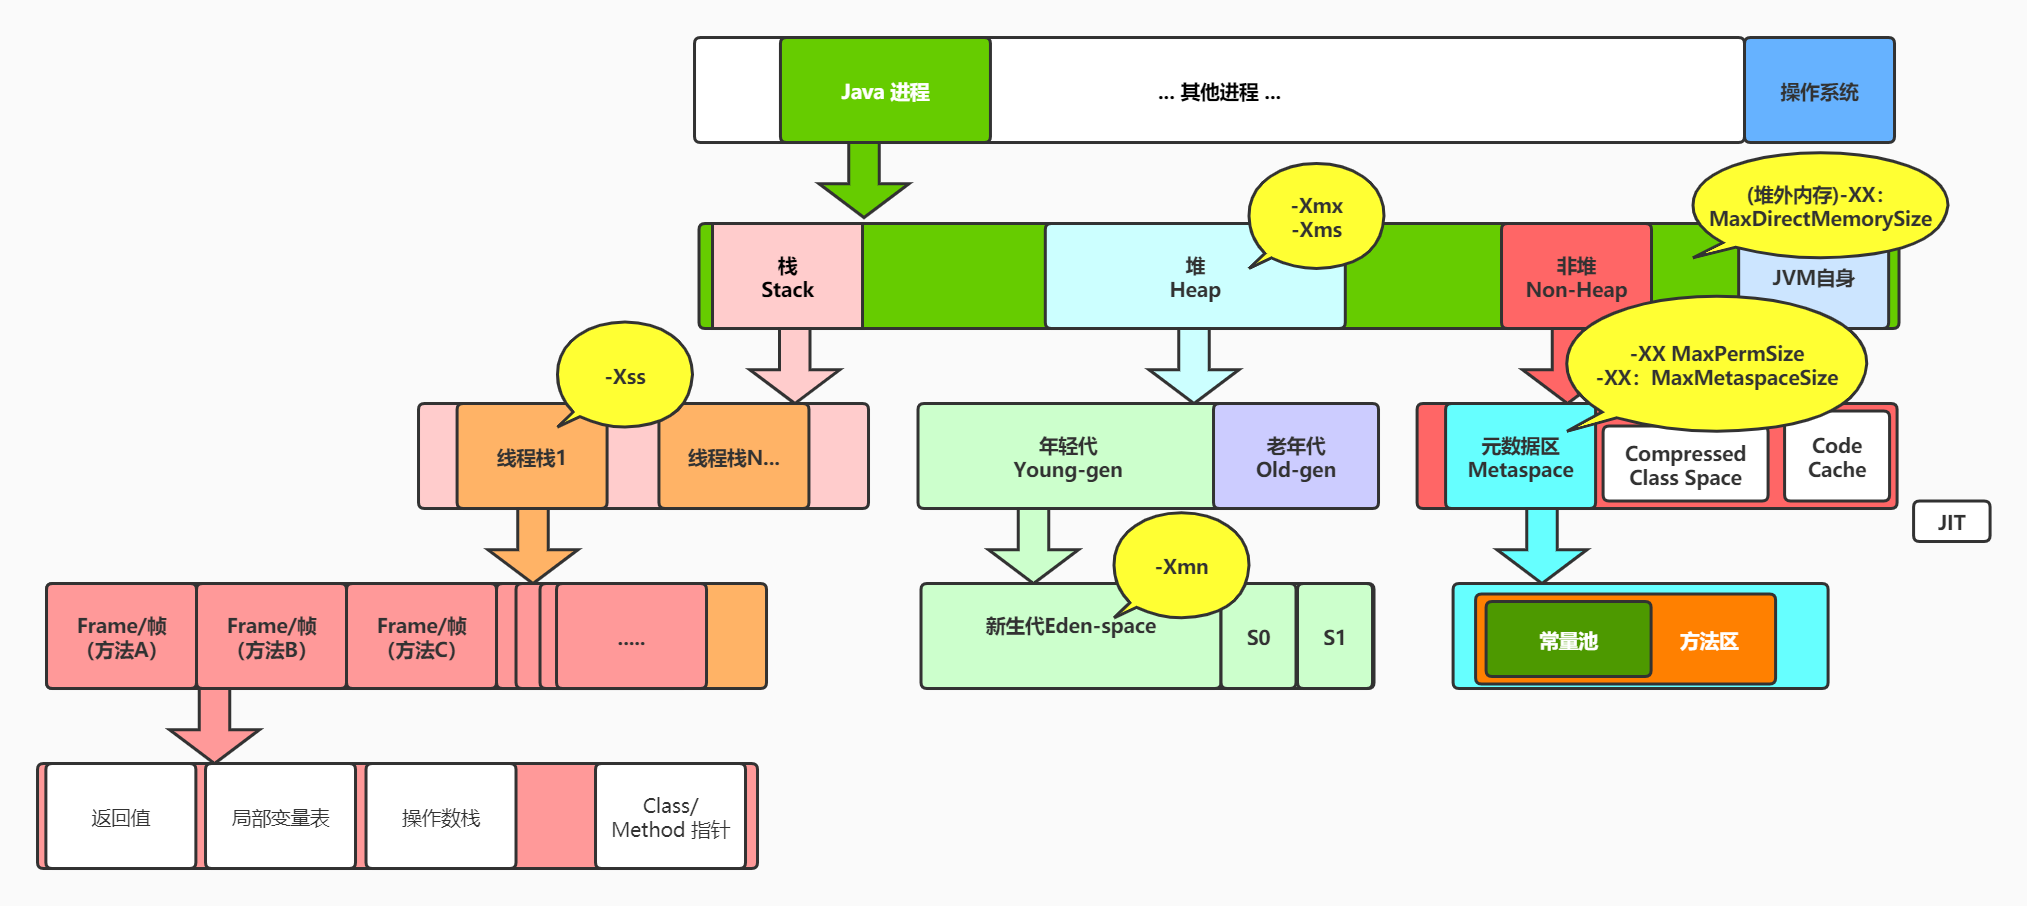 Java 进程
... 其他进程 ...
操作系统
栈
Stack
堆
Heap
-Xmx
-Xms
非堆
Non-Heap
(堆外内存)-XX：
MaxDirectMemorySize
JVM自身
-Xss
-XX MaxPermSize
-XX：MaxMetaspaceSize
线程栈1
线程栈N...
年轻代
Young-gen
老年代
Old-gen
元数据区
Metaspace
Compressed
Class Space
Code
Cache
JIT
-Xmn
Frame/帧
（方法A）
Frame/帧
（方法B）
Frame/帧
（方法C）
.....
新生代Eden-space
S0
S1
常量池
方法区
返回值
局部变量表
操作数栈
Class/
Method 指针